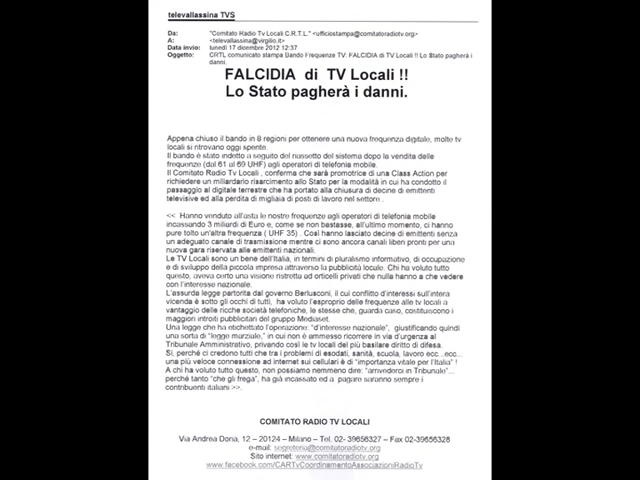 televallassina TVS
Da: "Comitato Radio Tv Locali C.R.T.L." <ufficiostampa@comitatoradiotv.org>
A: <televallassina@virgilio.it>
Data invio: lunedì 17 dicembre 2012 12:37
Oggetto: CRTL comunicato stampa Bando Frequenze TV: FALCIDIA di TV Locali !! Lo Stato pagherà i
danni.
FALCIDIA di TV Locali !!
Lo Stato pagherà i danni.
Appena chiuso il bando in 8 regioni per ottenere una nuova frequenza digitale, molte tv
locali si ritrovano oggi spente.
Il bando è stato indetto a seguito del riassetto del sistema dopo la vendita delle
frequenze (dal 61 al 69 UHF) agli operatori di telefonia mobile.
Il Comitato Radio Tv Locali , conferma che sarà promotrice di una Class Action per
richiedere un miliardario risarcimento allo Stato per la modalità in cui ha condotto il
passaggio al digitale terrestre che ha portato alla chiusura di decine di emittenti
televisive ed alla perdita di migliaia di posti di lavoro nel settore .
<< Hanno venduto all'asta le nostre frequenze agli operatori di telefonia mobile
incassando 3 miliardi di Euro e, come se non bastasse, all'ultimo momento, ci hanno
pure tolto un'altra frequenza ( UHF 35) . Così hanno lasciato decine di emittenti senza
un adeguato canale di trasmissione mentre ci sono ancora canali liberi pronti per una
nuova gara riservata alle emittenti nazionali.
Le TV Locali sono un bene dell'Italia, in termini di pluralismo informativo, di occupazione
e di sviluppo della piccola impresa attraverso la pubblicità locale. Chi ha voluto tutto
questo, aveva certo una visione ristretta ad orticelli privati che nulla hanno a che vedere
con l'interesse nazionale.
L'assurda legge partorita dal governo Berlusconi, il cui conflitto d'interessi sull'intera
vicenda è sotto gli occhi di tutti, ha voluto l'esproprio delle frequenze alle tv locali a
vantaggio delle ricche società telefoniche, le stesse che, guarda caso, costituiscono i
maggiori introiti pubblicitari del gruppo Mediaset.
Una legge che ha etichettato l'operazione: "d'interesse nazionale", giustificando quindi
una sorta di "legge marziale," in cui non è ammesso ricorrere in via d'urgenza al
Tribunale Amministrativo, privando così le tv locali del più basilare diritto di difesa.
Si, perché ci credono tutti che tra i problemi di esodati, sanità, scuola, lavoro ecc...ecc...
una più veloce connessione ad internet sui cellulari è di "importanza vitale per l'Italia" !
A chi ha voluto tutto questo, non possiamo nemmeno dire: "arrivederci in Tribunale"...
perché tanto "che gli frega", ha già incassato ed a pagare saranno sempre i
contribuenti italiani >>.
COMITATO RADIO TV LOCALI
Via Andrea Doria, 12 – 20124 – Milano – Tel. 02- 39656327 – Fax 02-39656328
e-mail: segreteria@comitatoradiotv.org
Sito internet: www.comitatoradiotv.org
www.facebook.com/CARTvCoordinamentoAssociazioniRadioTv